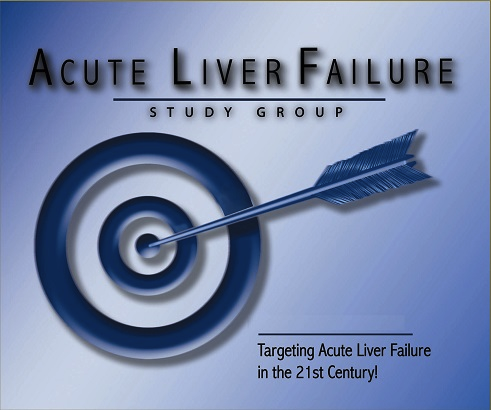 ACUTE LIVER FAILURE
STUDY GROUP
Targeting Acute Liver Failure
in the 21st Century!